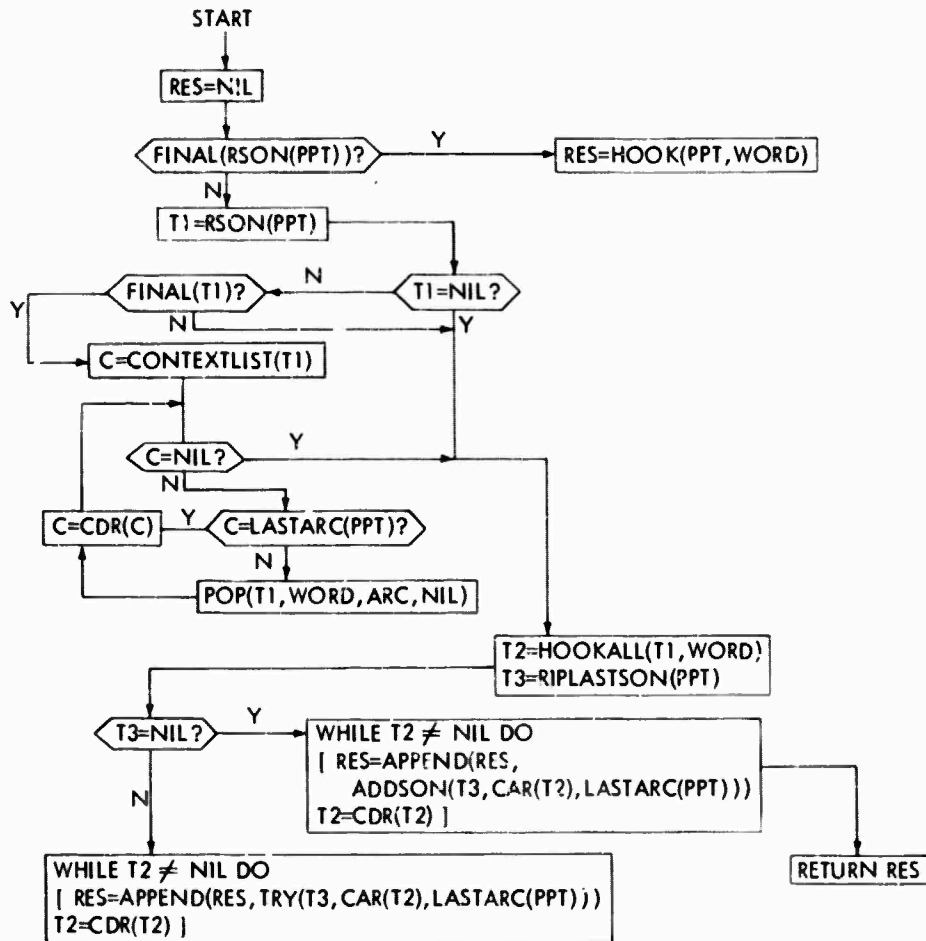 START
RES=NIL
FINAL(RSON(PPT))?
Y
RES=HOOK(PPT,WORD)
N
T1=RSON(PPT)
FINAL(T1)?
N
T1=NIL?
Y
N
Y
C=CONTEXTLIST(T1)
C=NIL?
Y
N
C=CDR(C)
Y
C=LASTARC(PPT)?
N
POP(T1,WORD,ARC,NIL)
T2=HOOKALL(T1,WORD)
T3=RIPLASTSON(PPT)
T3=NIL?
Y
WHILE T2 ≠ NIL DO
[ RES=APPEND(RES,
ADDSON(T3,CAR(T2),LASTARC(PPT)))
T2=CDR(T2) ]
N
RETURN RES
WHILE T2 ≠ NIL DO
[ RES=APPEND(RES,TRY(T3,CAR(T2),LASTARC(PPT)))
T2=CDR(T2) ]